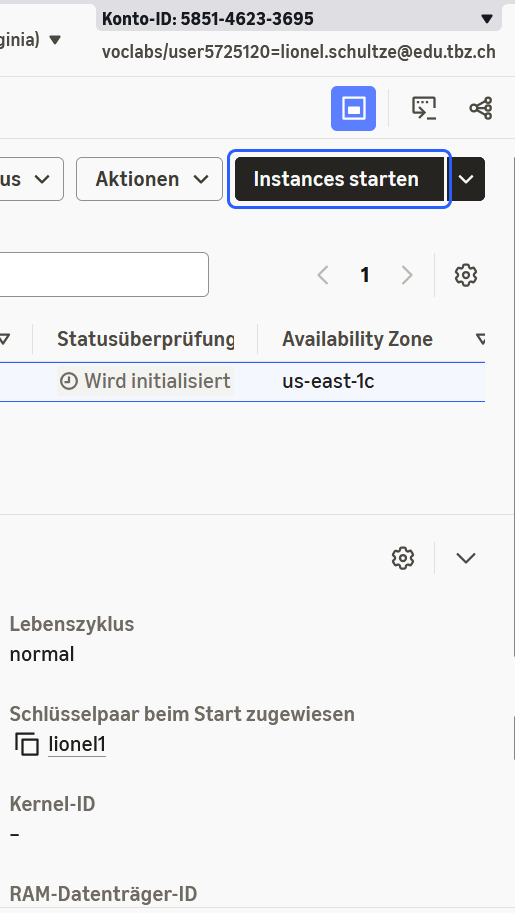 Konto-ID: 5851-4623-3695
ginia)
voclabs/user5725120=lionel.schultze@edu.tbz.ch
us
Aktionen
Instances starten
1
Statusüberprüfung
Availability Zone
Wird initialisiert
us-east-1c
Lebenszyklus
normal
Schlüsselpaar beim Start zugewiesen
lionel1
Kernel-ID
–
RAM-Datenträger-ID